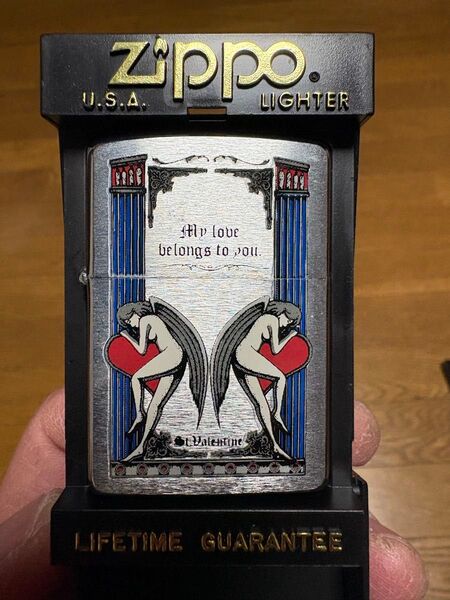 zippo
U.S.A. LIGHTER
My love
belongs to you.
St.Valentine
LIFETIME GUARANTEE